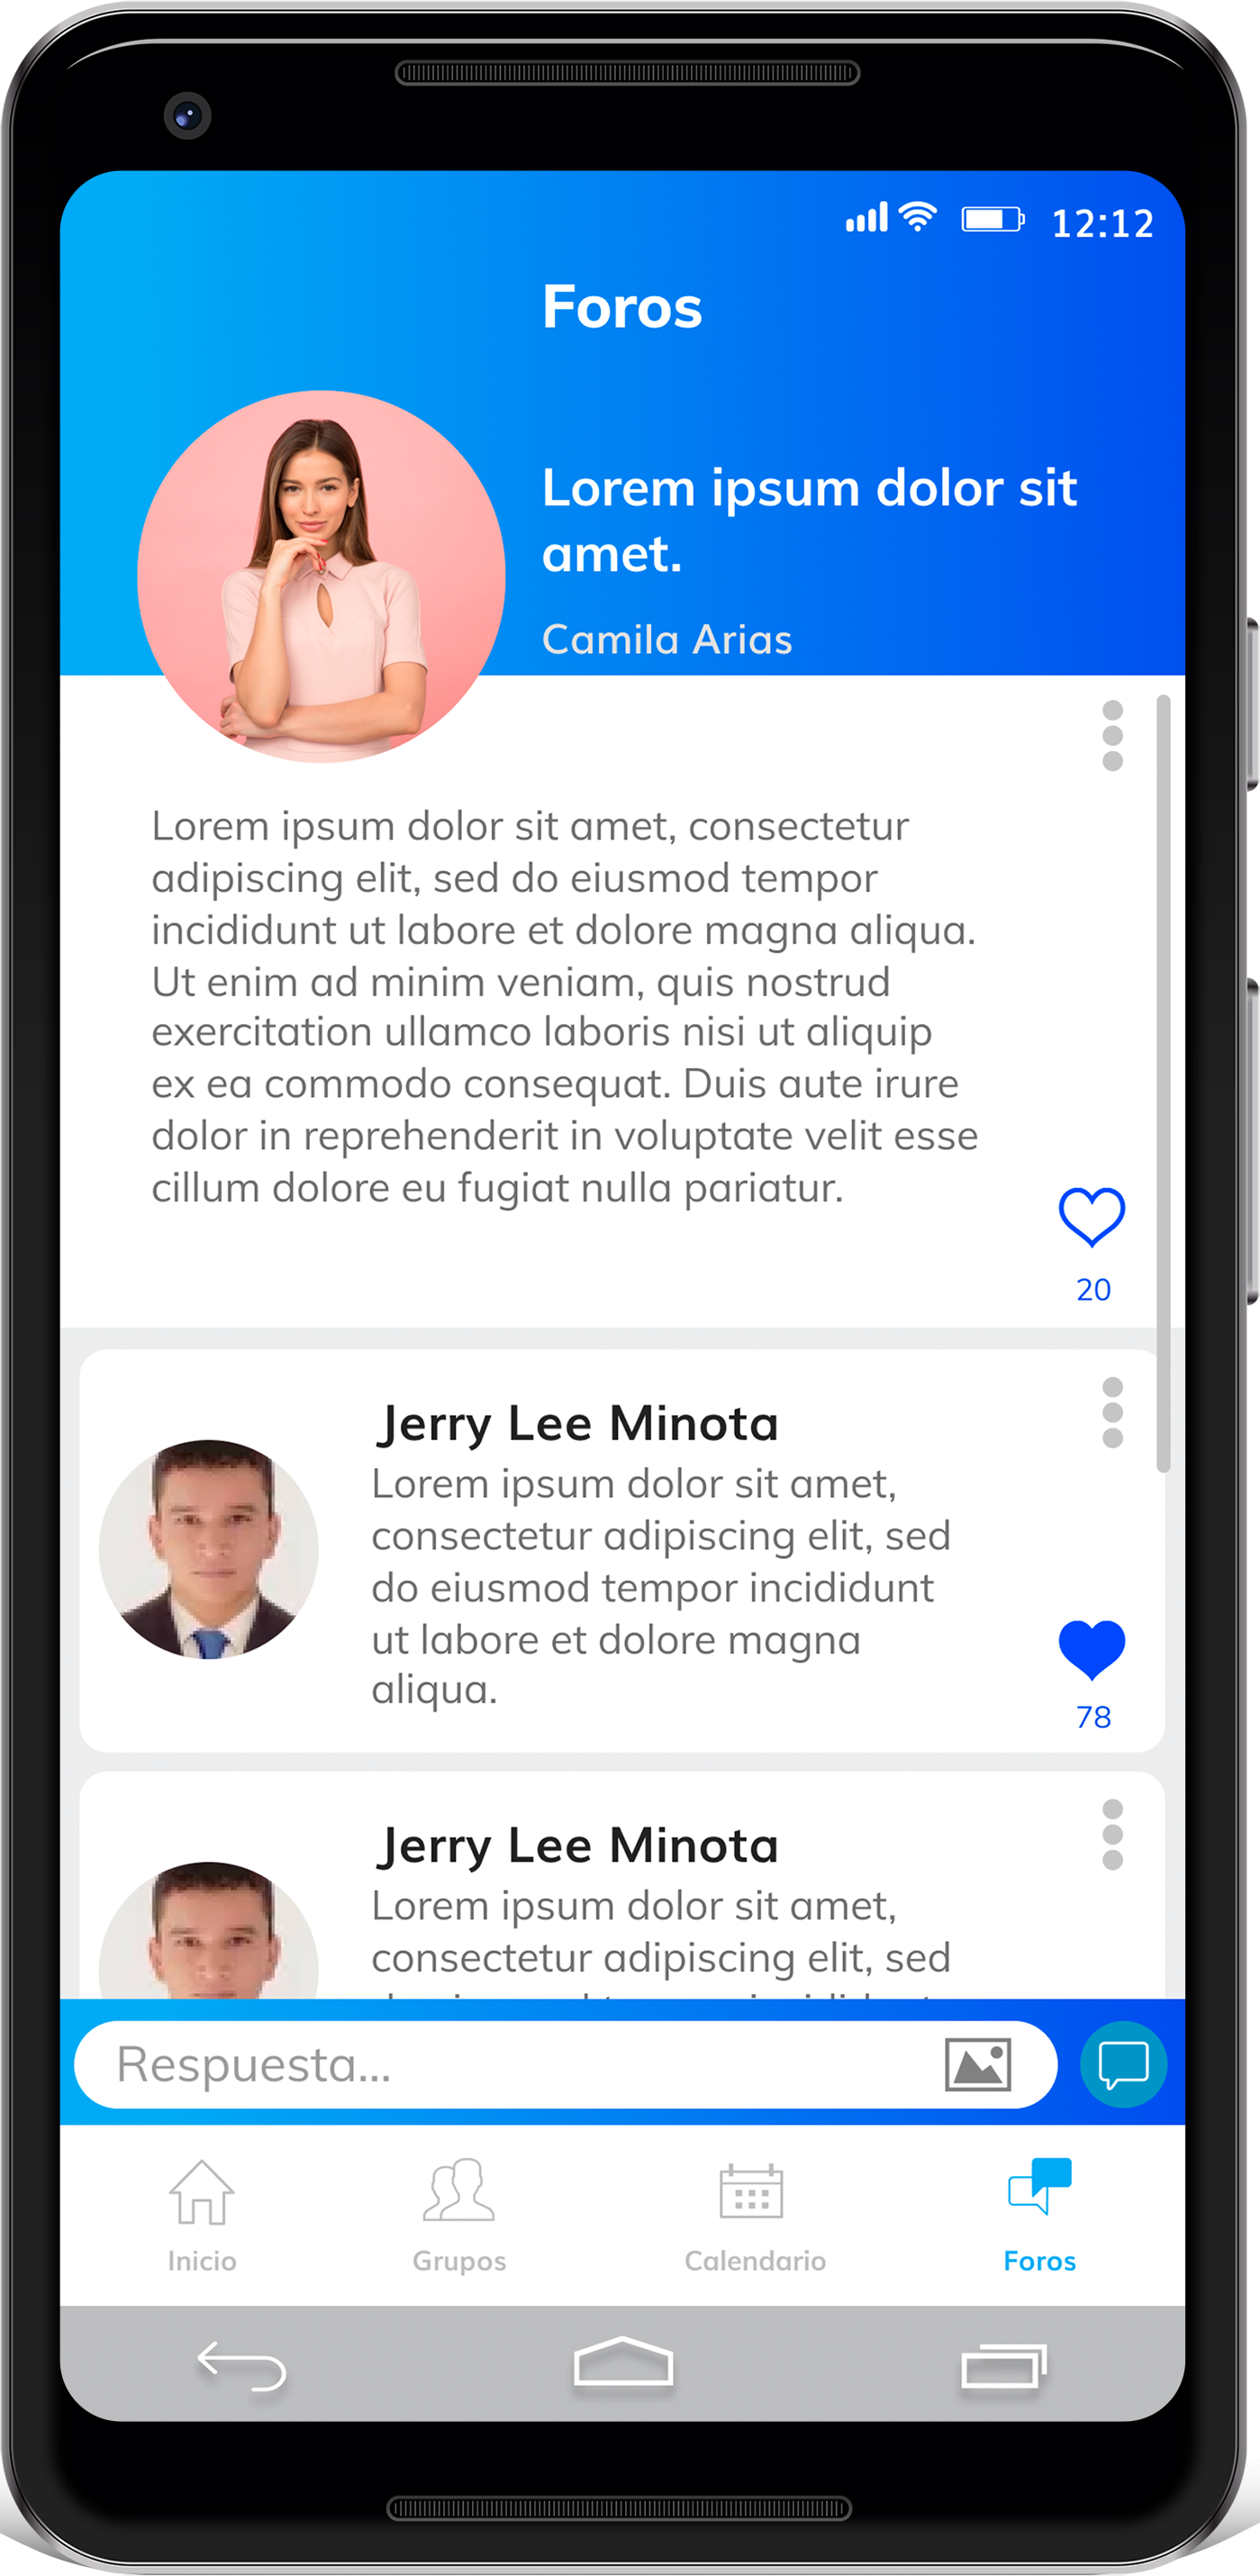 12:12
Foros
Lorem ipsum dolor sit
amet.
Camila Arias
Lorem ipsum dolor sit amet, consectetur
adipiscing elit, sed do eiusmod tempor
incididunt ut labore et dolore magna aliqua.
Ut enim ad minim veniam, quis nostrud
exercitation ullamco laboris nisi ut aliquip
ex ea commodo consequat. Duis aute irure
dolor in reprehenderit in voluptate velit esse
cillum dolore eu fugiat nulla pariatur.
20
Jerry Lee Minota
Lorem ipsum dolor sit amet,
consectetur adipiscing elit, sed
do eiusmod tempor incididunt
ut labore et dolore magna
aliqua.
78
Jerry Lee Minota
Lorem ipsum dolor sit amet,
consectetur adipiscing elit, sed
Respuesta...
Inicio
Grupos
Calendario
Foros